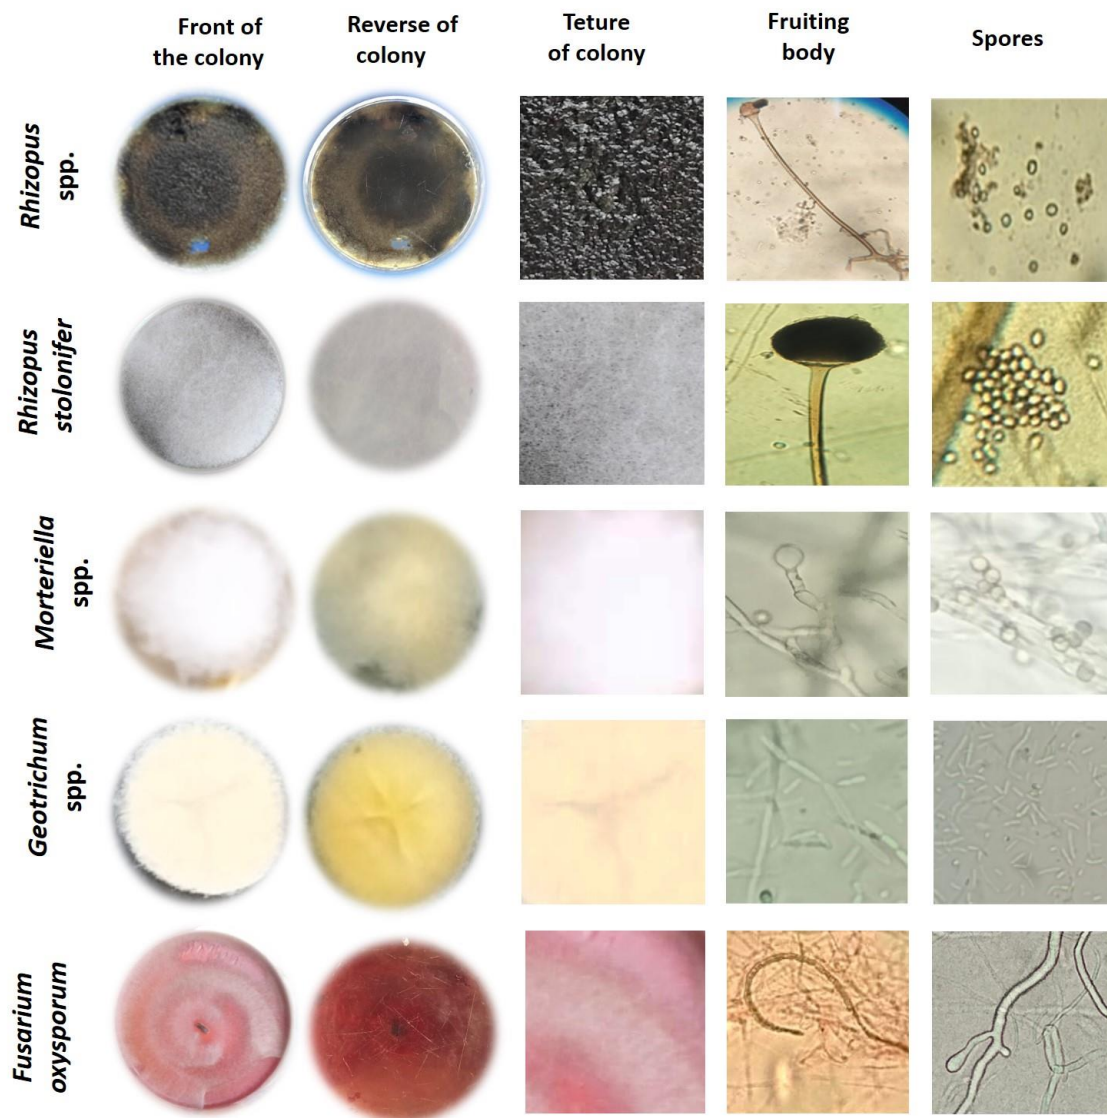 Front of
the colony
Reverse of
colony
Teture
of colony
Fruiting
body
Spores
Rhizopus
spp.
Rhizopus
stolonifer
Morteriella
spp.
Geotrichum
spp.
Fusarium
oxysporum